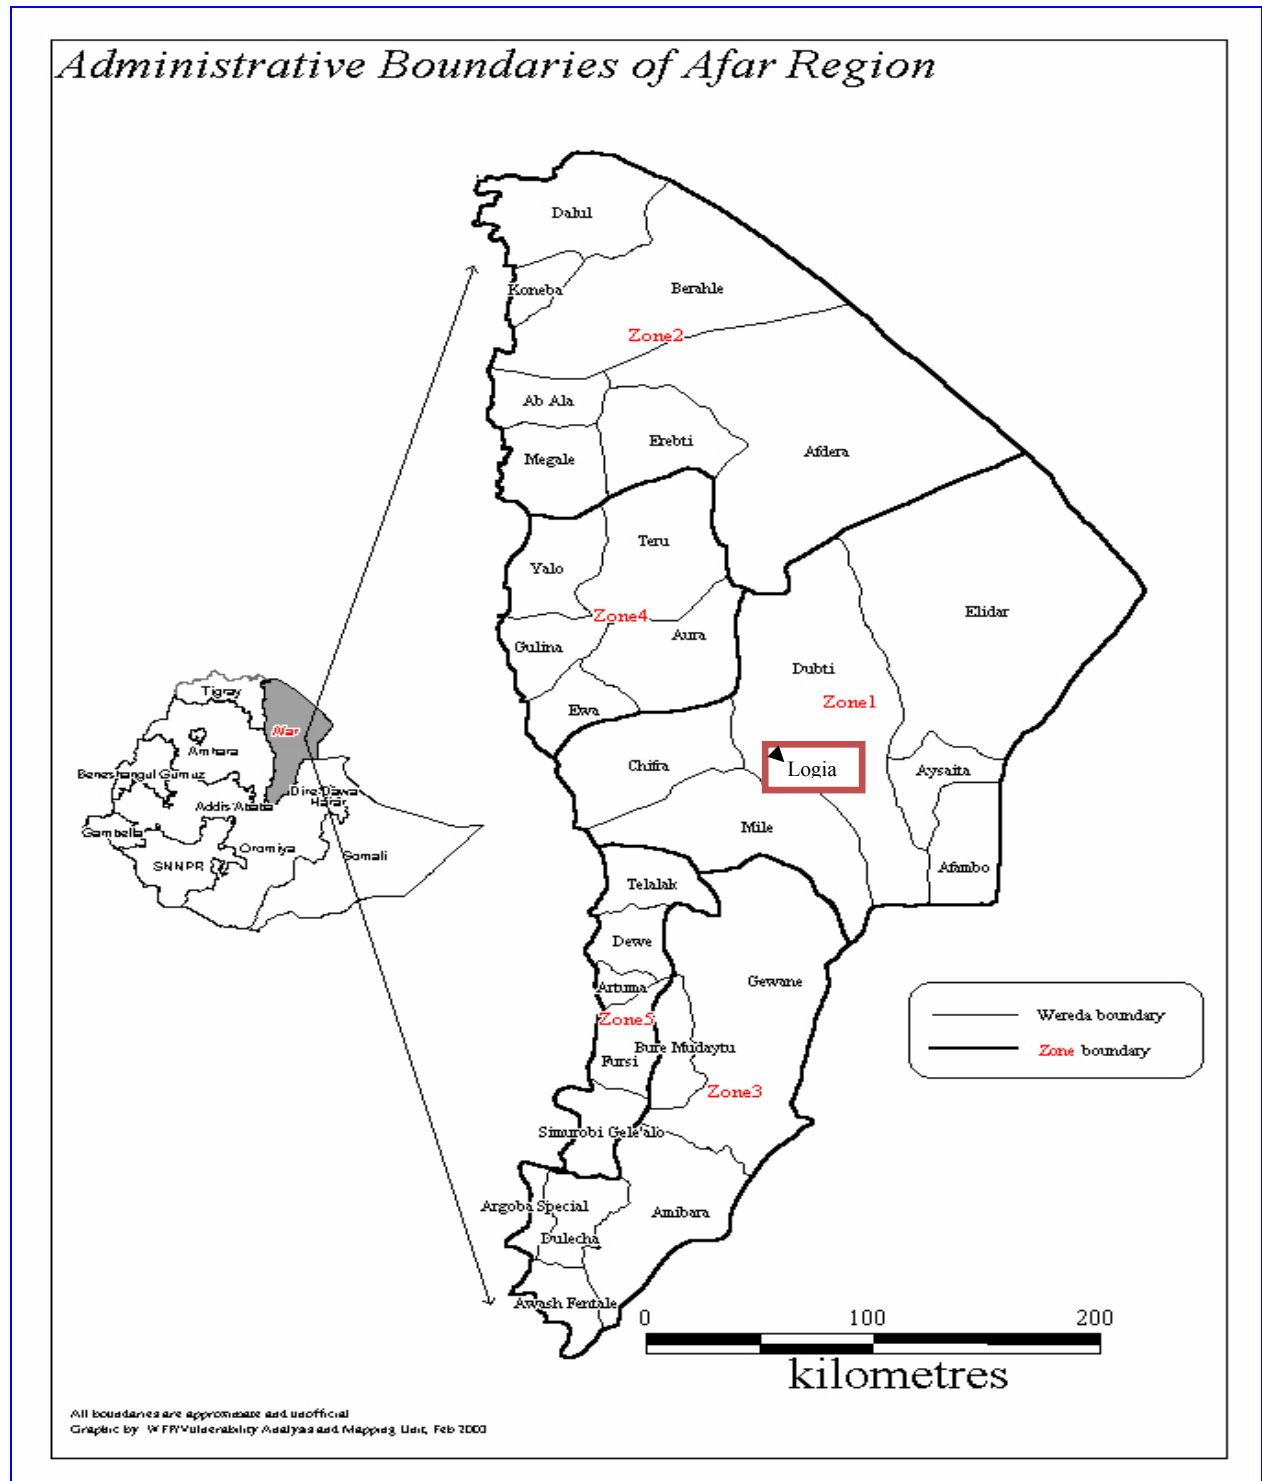 Administrative Boundaries of Afar Region
Dalul
Koneba
Berahle
Zone2
Ab Ala
Erebti
Megale
Afdera
Teru
Yalo
Zone4
Elidar
Gulina
Aura
Dubti
Ewa
Zone1
Chifra
Logia
Aysaita
Mile
Afambo
Telalak
Dewe
Gewane
Artuma
Zone5
Bure Mudaytu
Fursi
Zone3
Simurobi Gele'alo
Argoba Special
Amibara
Dulecha
Awash Fentale
Tigray
Afar
Amhara
Beneshangul Gumuz
Dire Dawa
Harar
Addis Ababa
Gambella
Oromiya
Somali
SNNPR
Wereda boundary
Zone boundary
0 100 200
kilometres
All boundaries are approximate and unofficial
Graphic by WFP/Vulnerability Analysis and Mapping Unit, Feb 2000